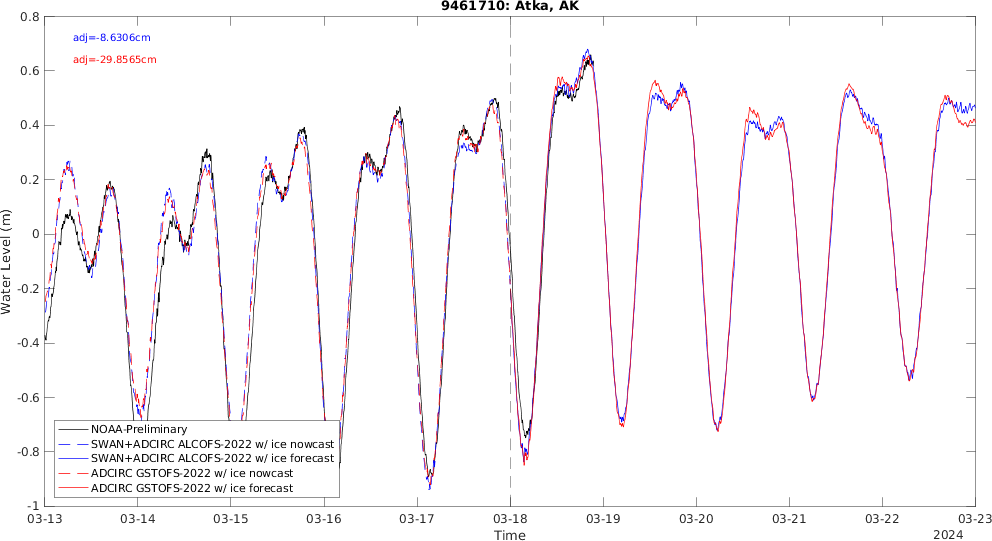 9461710: Atka, AK
adj=-8.6306cm
adj=-29.8565cm
0.8
0.6
0.4
0.2
0
-0.2
-0.4
-0.6
-0.8
-1
Water Level (m)
NOAA-Preliminary
SWAN+ADCIRC ALCOFS-2022 w/ ice nowcast
SWAN+ADCIRC ALCOFS-2022 w/ ice forecast
ADCIRC GSTOFS-2022 w/ ice nowcast
ADCIRC GSTOFS-2022 w/ ice forecast
03-13 03-14 03-15 03-16 03-17 03-18 03-19 03-20 03-21 03-22 03-23
Time
2024